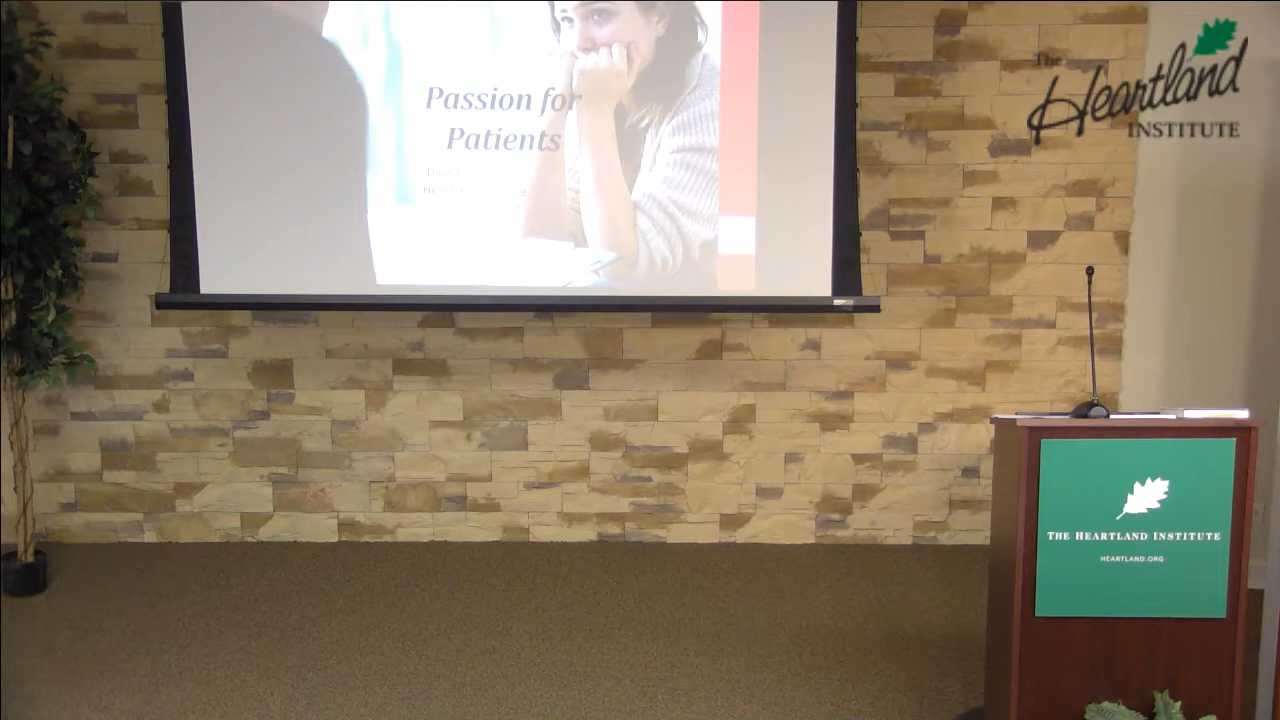 Passion for
Patients
The
Heartland
INSTITUTE
THE HEARTLAND INSTITUTE
HEARTLAND.ORG